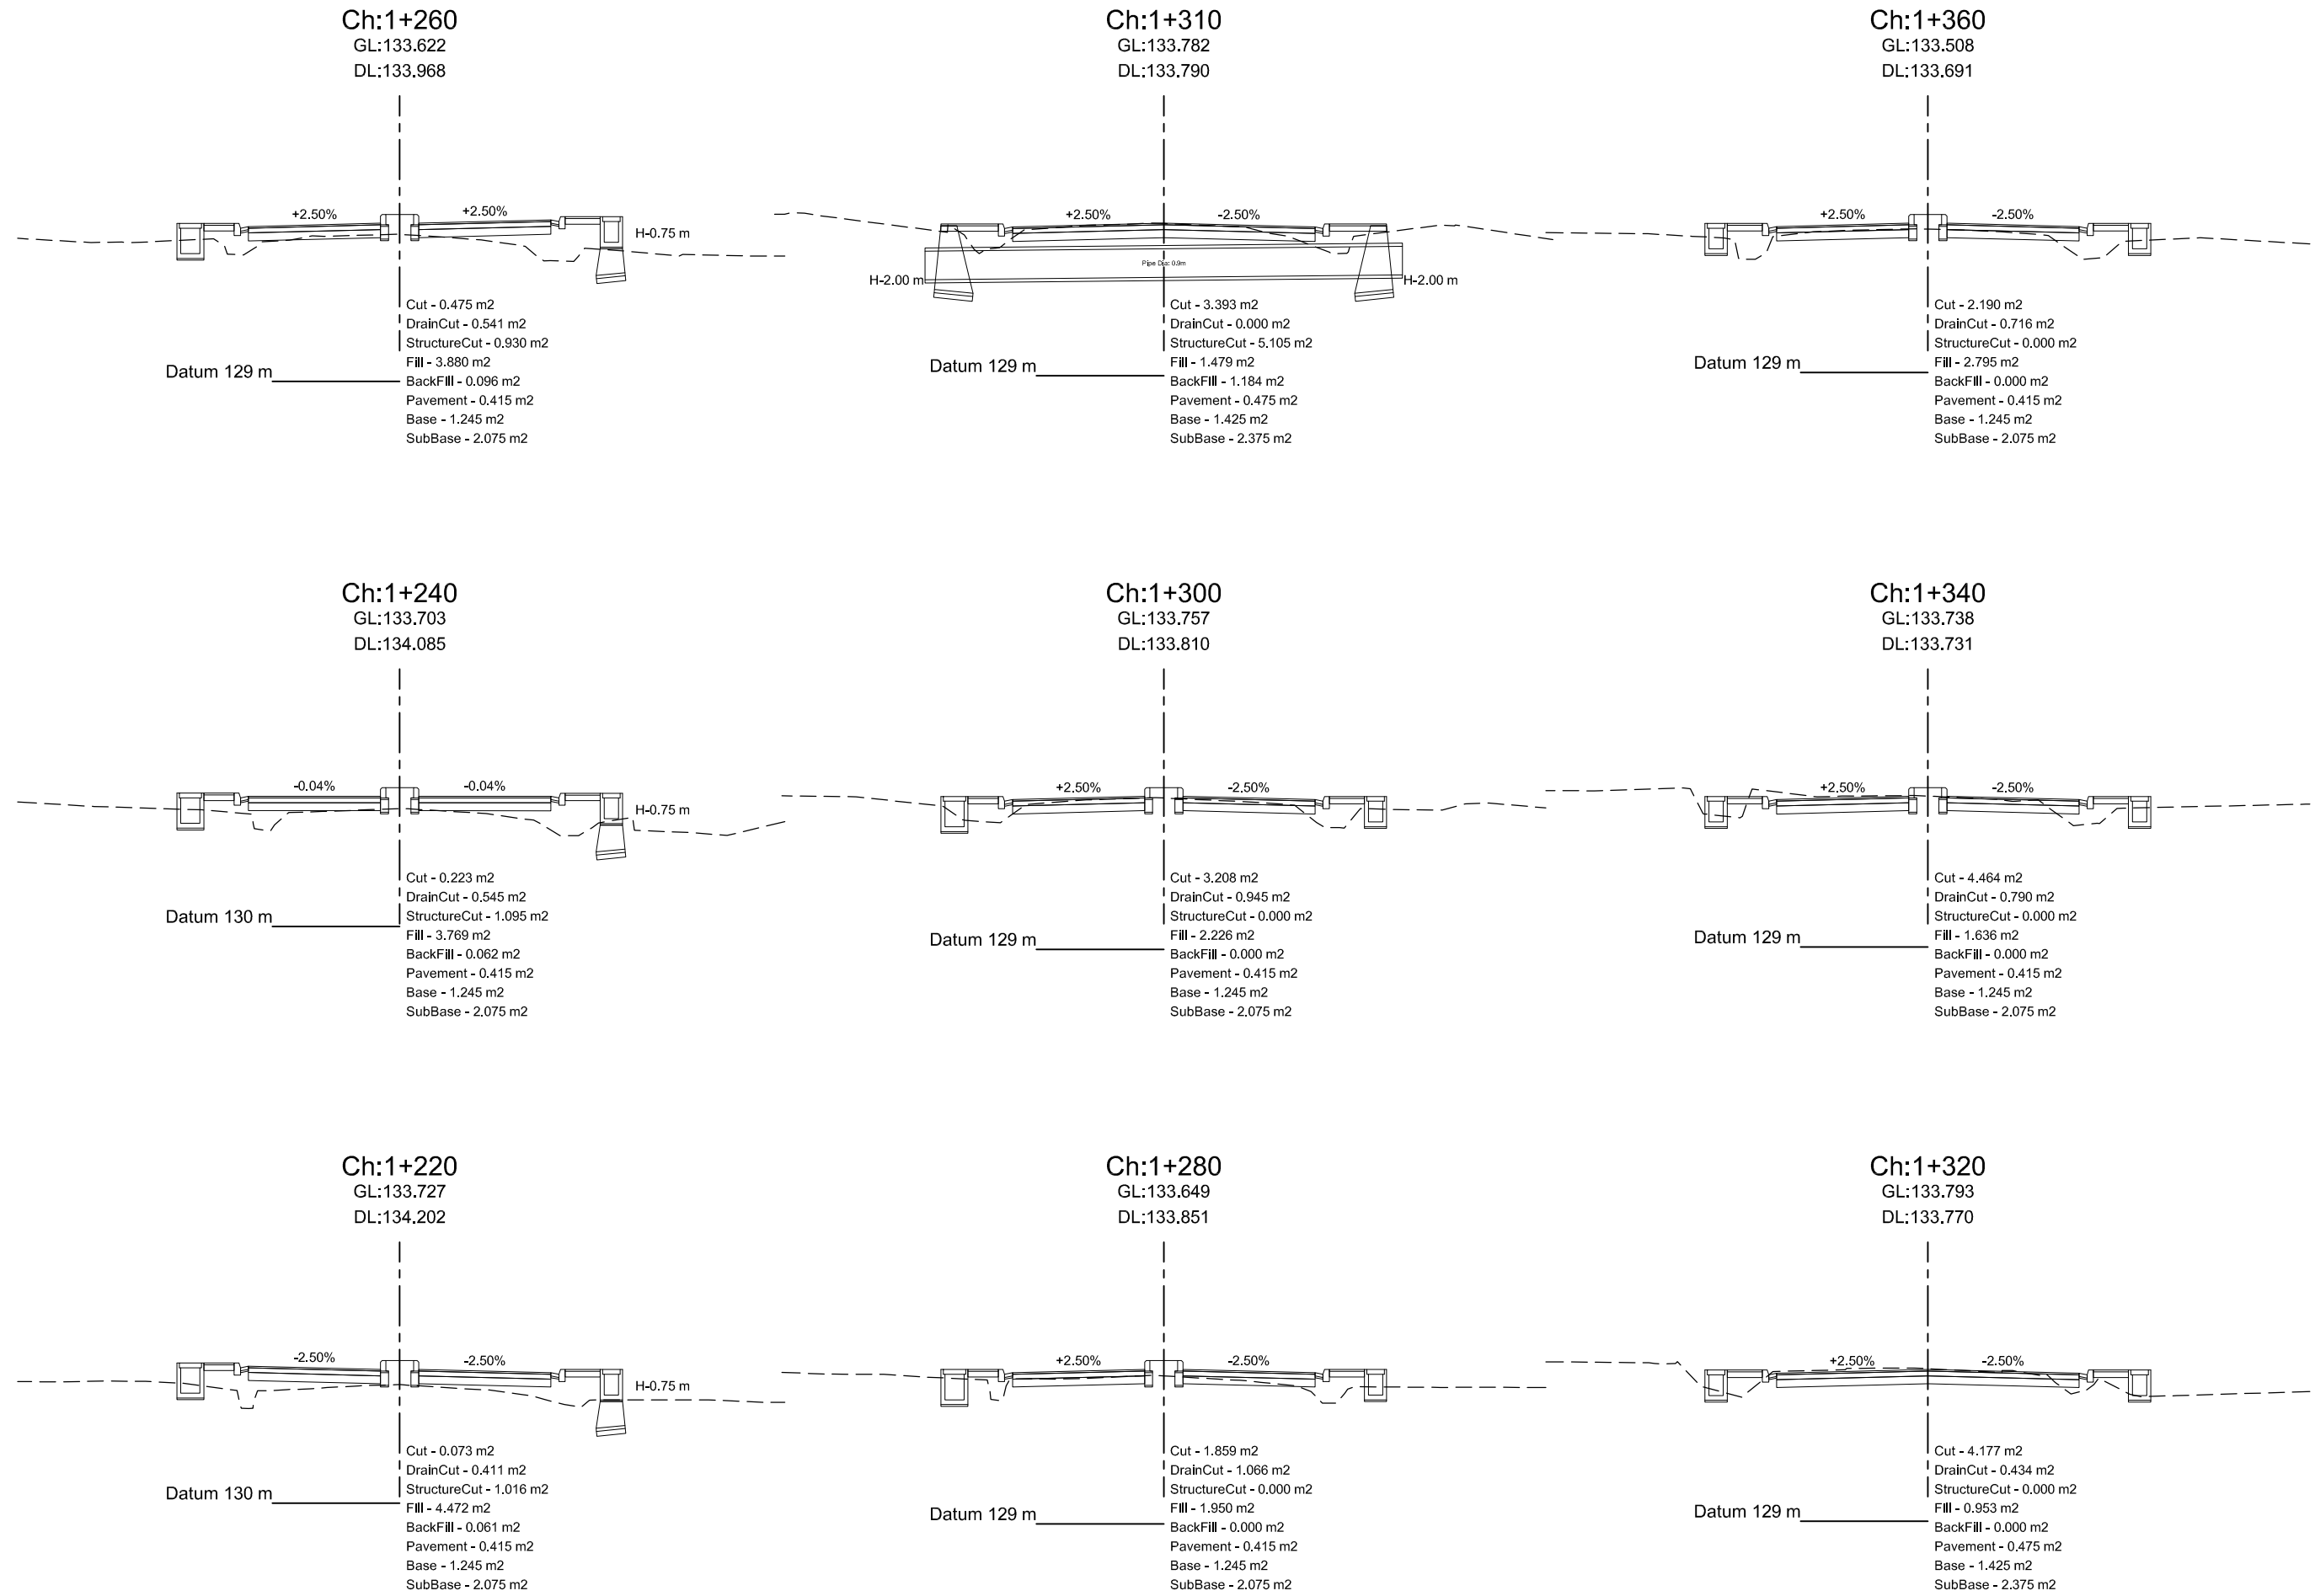 Ch:1+260
GL:133.622
DL:133.968
+2.50%
+2.50%
H-0.75 m
Cut - 0.475 m2
DrainCut - 0.541 m2
StructureCut - 0.930 m2
Fill - 3.880 m2
Datum 129 m
BackFill - 0.096 m2
Pavement - 0.415 m2
Base - 1.245 m2
SubBase - 2.075 m2
Ch:1+310
GL:133.782
DL:133.790
+2.50%
-2.50%
Pipe Dia: 0.9m
H-2.00 m
H-2.00 m
Cut - 3.393 m2
DrainCut - 0.000 m2
StructureCut - 5.105 m2
Fill - 1.479 m2
Datum 129 m
BackFill - 1.184 m2
Pavement - 0.475 m2
Base - 1.425 m2
SubBase - 2.375 m2
Ch:1+360
GL:133.508
DL:133.691
+2.50%
-2.50%
Cut - 2.190 m2
DrainCut - 0.716 m2
StructureCut - 0.000 m2
Fill - 2.795 m2
Datum 129 m
BackFill - 0.000 m2
Pavement - 0.415 m2
Base - 1.245 m2
SubBase - 2.075 m2
Ch:1+240
GL:133.703
DL:134.085
-0.04%
-0.04%
H-0.75 m
Cut - 0.223 m2
DrainCut - 0.545 m2
StructureCut - 1.095 m2
Datum 130 m
Fill - 3.769 m2
BackFill - 0.062 m2
Pavement - 0.415 m2
Base - 1.245 m2
SubBase - 2.075 m2
Ch:1+300
GL:133.757
DL:133.810
+2.50%
-2.50%
Cut - 3.208 m2
DrainCut - 0.945 m2
StructureCut - 0.000 m2
Fill - 2.226 m2
Datum 129 m
BackFill - 0.000 m2
Pavement - 0.415 m2
Base - 1.245 m2
SubBase - 2.075 m2
Ch:1+340
GL:133.738
DL:133.731
+2.50%
-2.50%
Cut - 4.464 m2
DrainCut - 0.790 m2
StructureCut - 0.000 m2
Fill - 1.636 m2
Datum 129 m
BackFill - 0.000 m2
Pavement - 0.415 m2
Base - 1.245 m2
SubBase - 2.075 m2
Ch:1+220
GL:133.727
DL:134.202
-2.50%
-2.50%
H-0.75 m
Cut - 0.073 m2
DrainCut - 0.411 m2
StructureCut - 1.016 m2
Datum 130 m
Fill - 4.472 m2
BackFill - 0.061 m2
Pavement - 0.415 m2
Base - 1.245 m2
SubBase - 2.075 m2
Ch:1+280
GL:133.649
DL:133.851
+2.50%
-2.50%
Cut - 1.859 m2
DrainCut - 1.066 m2
StructureCut - 0.000 m2
Fill - 1.950 m2
Datum 129 m
BackFill - 0.000 m2
Pavement - 0.415 m2
Base - 1.245 m2
SubBase - 2.075 m2
Ch:1+320
GL:133.793
DL:133.770
+2.50%
-2.50%
Cut - 4.177 m2
DrainCut - 0.434 m2
StructureCut - 0.000 m2
Fill - 0.953 m2
Datum 129 m
BackFill - 0.000 m2
Pavement - 0.475 m2
Base - 1.425 m2
SubBase - 2.375 m2